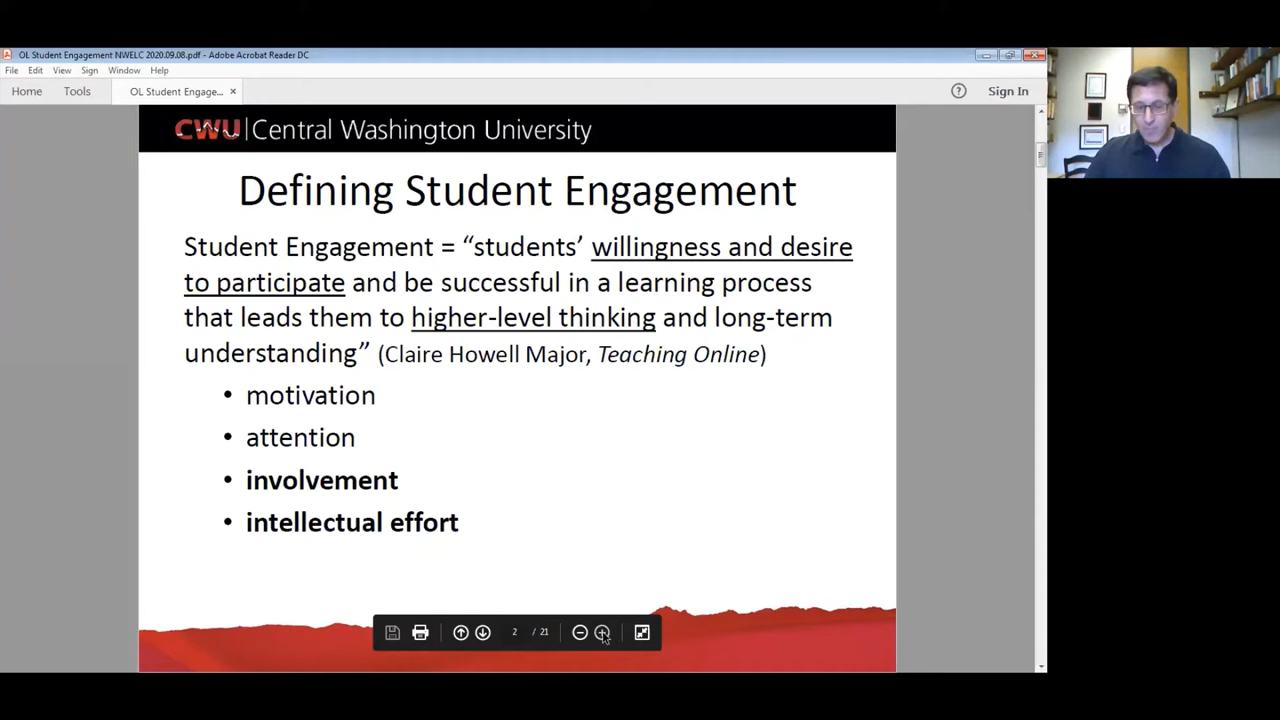 OL Student Engagement NWELC 2020.09.08.pdf - Adobe Acrobat Reader DC
File Edit View Sign Window Help
Home Tools OL Student Engage... × ? Sign In
CWU | Central Washington University
Defining Student Engagement
Student Engagement = “students’ willingness and desire
to participate and be successful in a learning process
that leads them to higher-level thinking and long-term
understanding” (Claire Howell Major, Teaching Online)
• motivation
• attention
• involvement
• intellectual effort
2 / 21